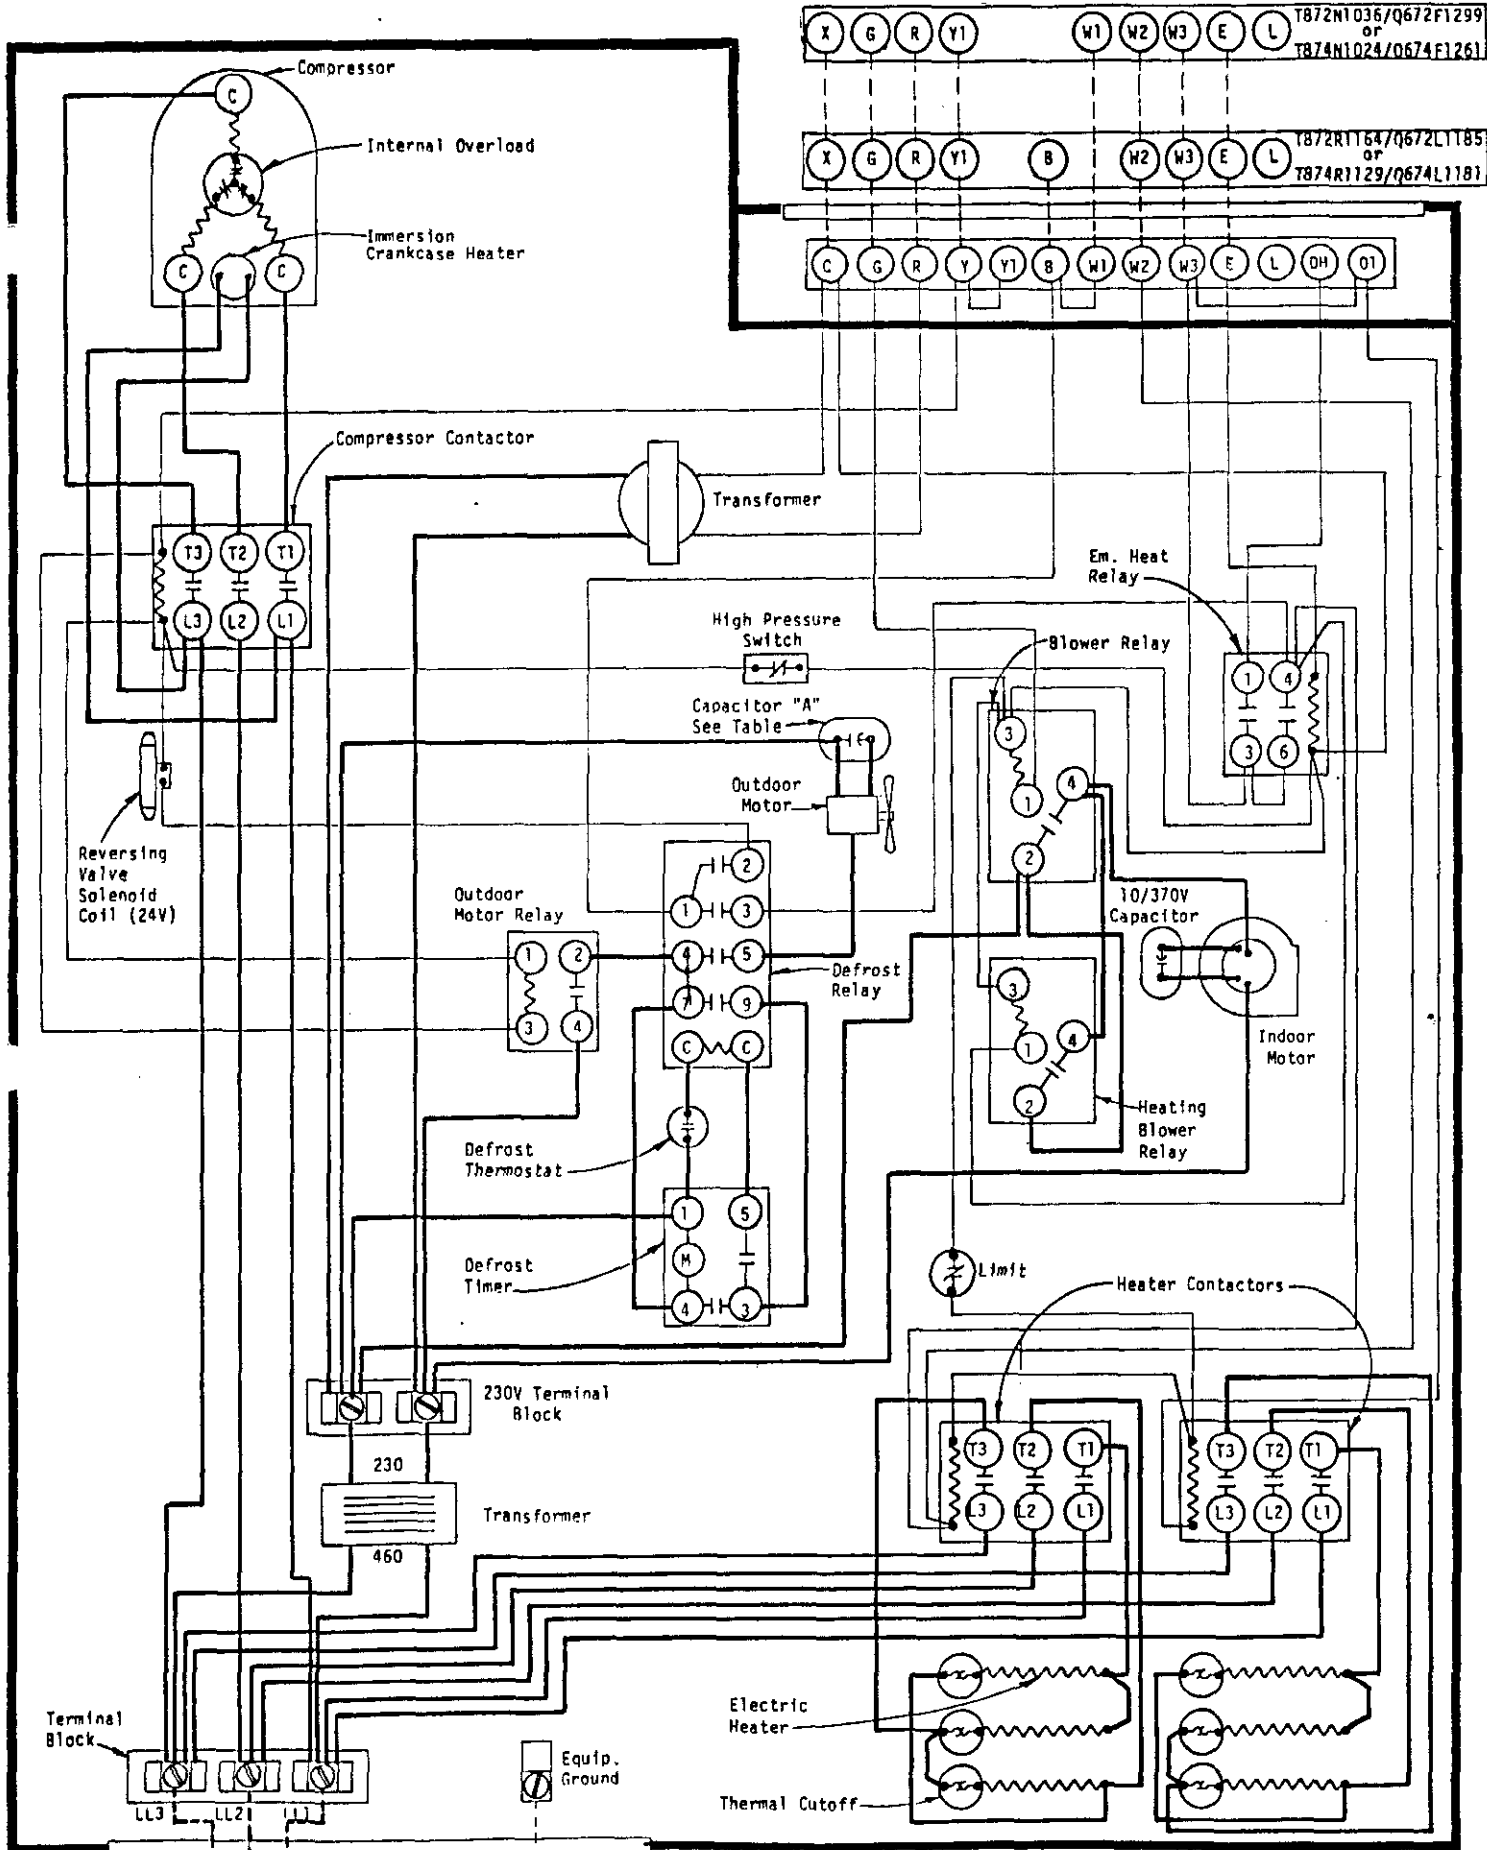 X G R Y1 W1 W2 W3 E L T872N1036/Q672F1299
or
T874N1024/Q674F1261
X G R Y1 B W2 W3 E L T872R1164/Q672L1185
or
T874R1129/Q674L1181
C G R Y Y1 B W1 W2 W3 E L OH O1
Compressor
C
Internal Overload
Immersion
Crankcase Heater
C C
Compressor Contactor
T3 T2 T1
L3 L2 L1
Transformer
Em. Heat
Relay
1 4
3 6
High Pressure
Switch
Blower Relay
3
1
4
2
Capacitor "A"
See Table
Outdoor
Motor
Reversing
Valve
Solenoid
Coil (24V)
Outdoor
Motor Relay
1 2
3 4
2
1 3
4 5
7 9
C C
Defrost
Relay
10/370V
Capacitor
Indoor
Motor
3
1
4
2
Heating
Blower
Relay
Defrost
Thermostat
Defrost
Timer
1 5
M
4 3
Limit
Heater Contactors
230V Terminal
Block
230
Transformer
460
T3 T2 T1
L3 L2 L1
T3 T2 T1
L3 L2 L1
Electric
Heater
Thermal Cutoff
Terminal
Block
LL3 LL2 LL1
Equip.
Ground